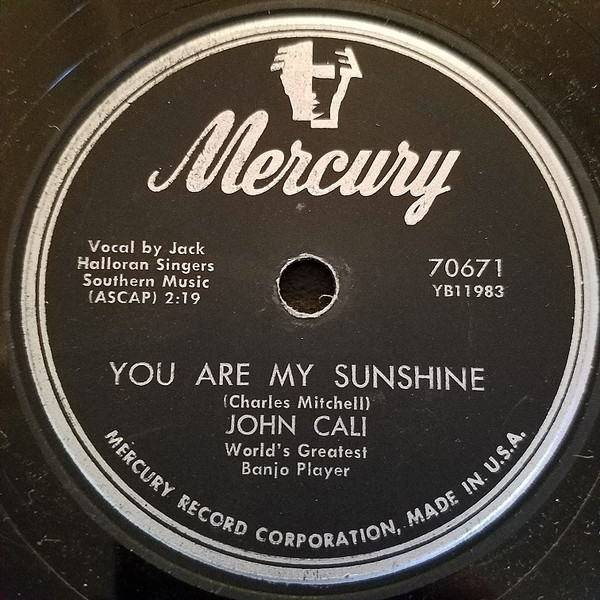 Mercury
Vocal by Jack
Halloran Singers
Southern Music
(ASCAP) 2:19
70671
YB11983
YOU ARE MY SUNSHINE
(Charles Mitchell)
JOHN CALI
World's Greatest
Banjo Player
MERCURY RECORD CORPORATION, MADE IN U.S.A.